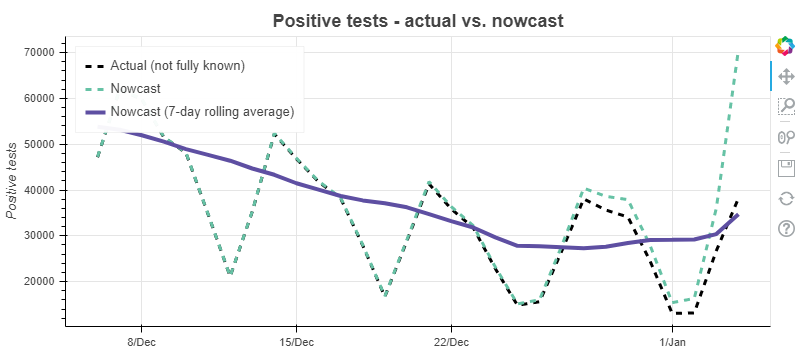 Positive tests - actual vs. nowcast
70000
60000
50000
40000
30000
20000
Positive tests
Actual (not fully known)
Nowcast
Nowcast (7-day rolling average)
8/Dec
15/Dec
22/Dec
1/Jan